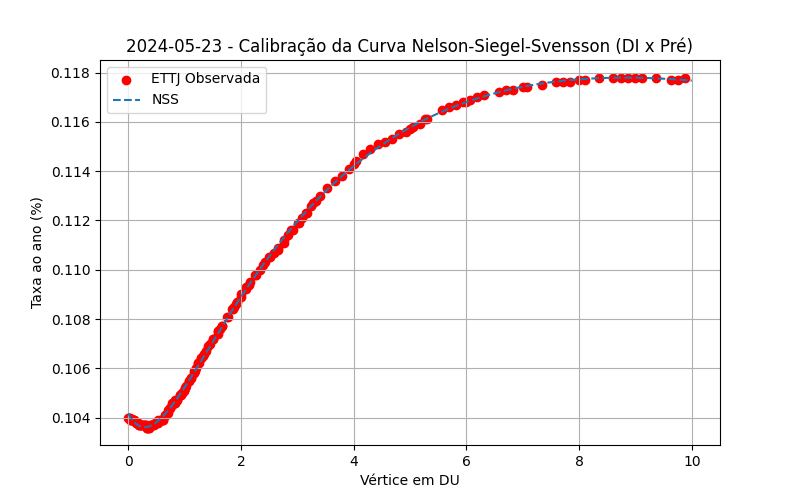 2024-05-23 - Calibração da Curva Nelson-Siegel-Svensson (DI x Pré)
ETTJ Observada
NSS
Taxa ao ano (%)
0.118
0.116
0.114
0.112
0.110
0.108
0.106
0.104
0 2 4 6 8 10
Vértice em DU